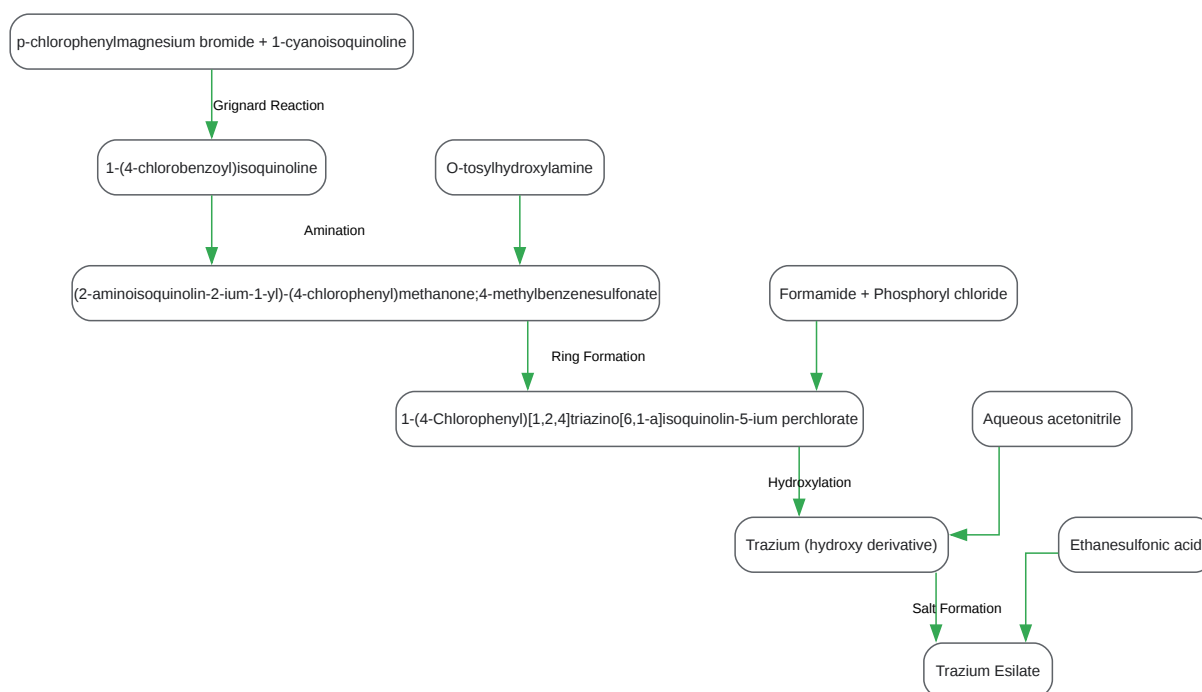 p-chlorophenylmagnesium bromide + 1-cyanoisoquinoline
Grignard Reaction
1-(4-chlorobenzoyl)isoquinoline
O-tosylhydroxylamine
Amination
(2-aminoisoquinolin-2-ium-1-yl)-(4-chlorophenyl)methanone;4-methylbenzenesulfonate
Formamide + Phosphoryl chloride
Ring Formation
1-(4-Chlorophenyl)[1,2,4]triazino[6,1-a]isoquinolin-5-ium perchlorate
Aqueous acetonitrile
Hydroxylation
Trazium (hydroxy derivative)
Ethanesulfonic acid
Salt Formation
Trazium Esilate